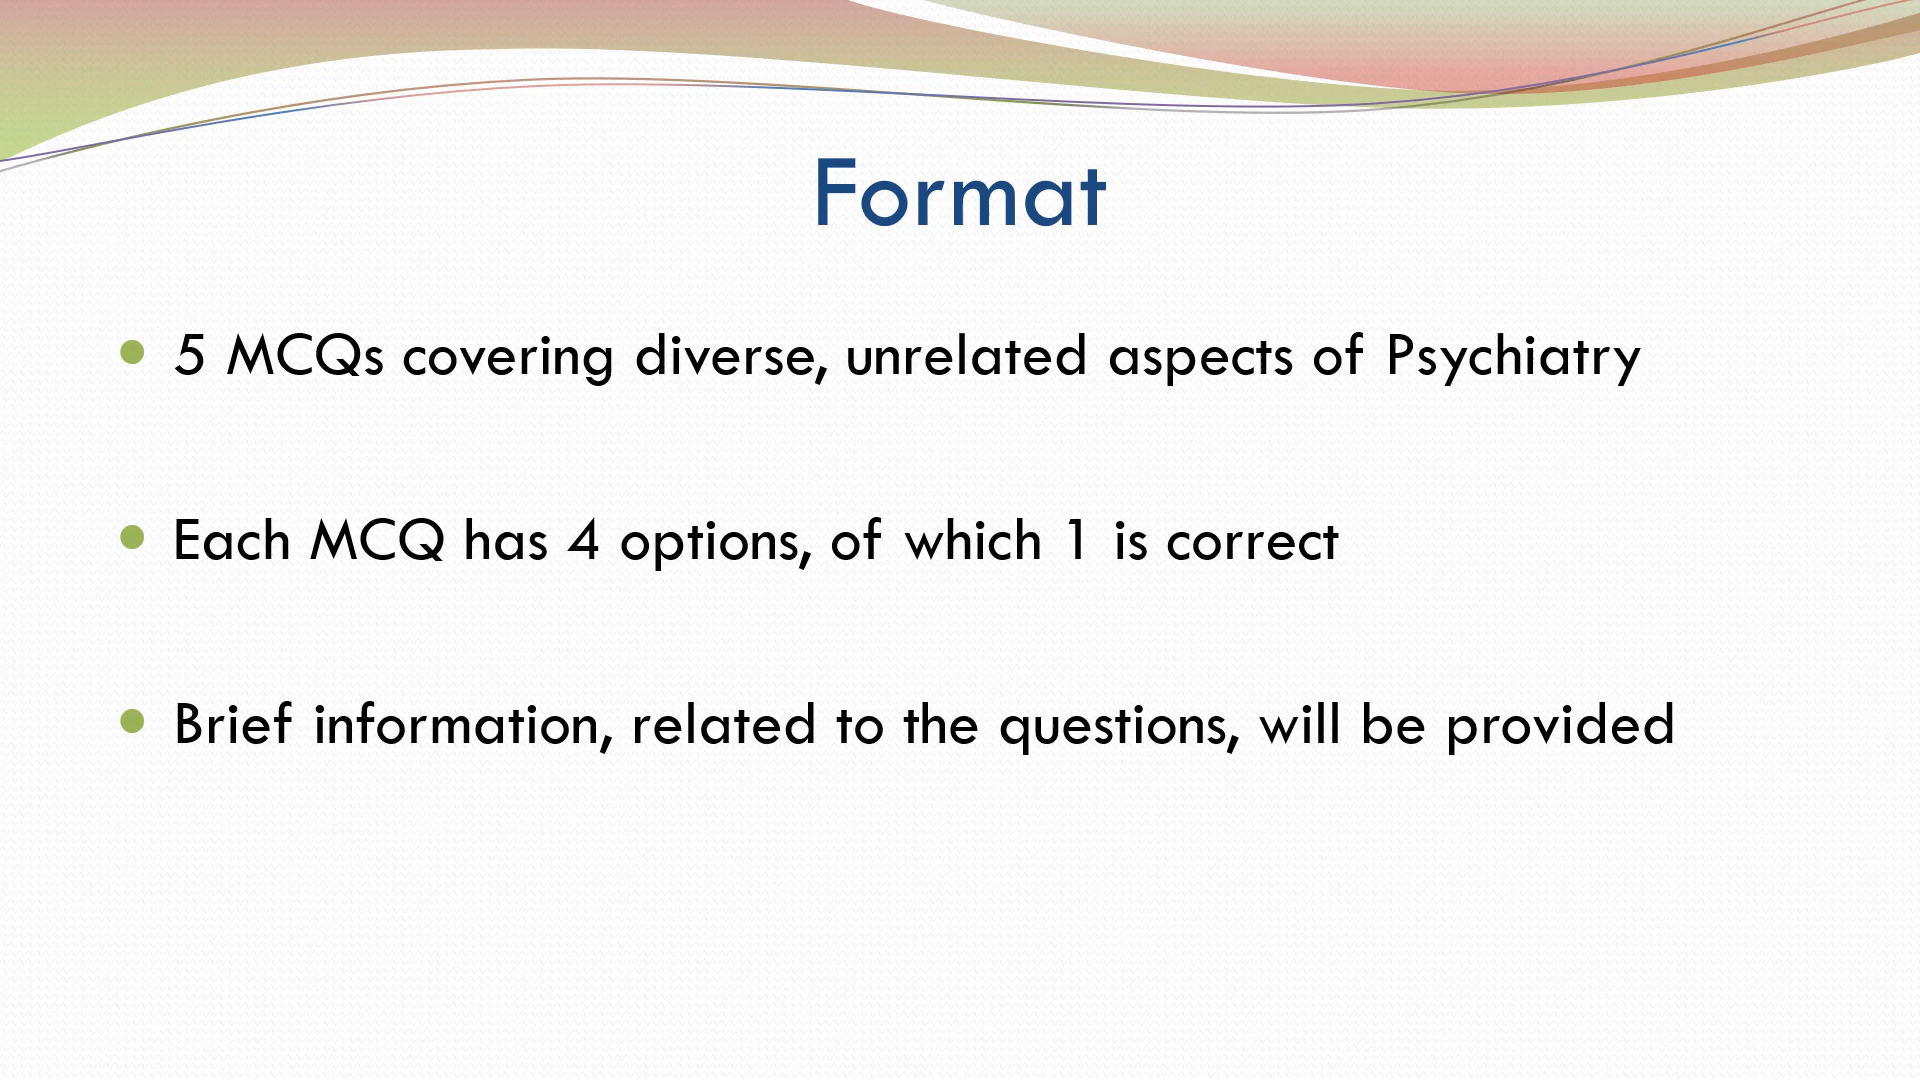 Format
5 MCQs covering diverse, unrelated aspects of Psychiatry
Each MCQ has 4 options, of which 1 is correct
Brief information, related to the questions, will be provided